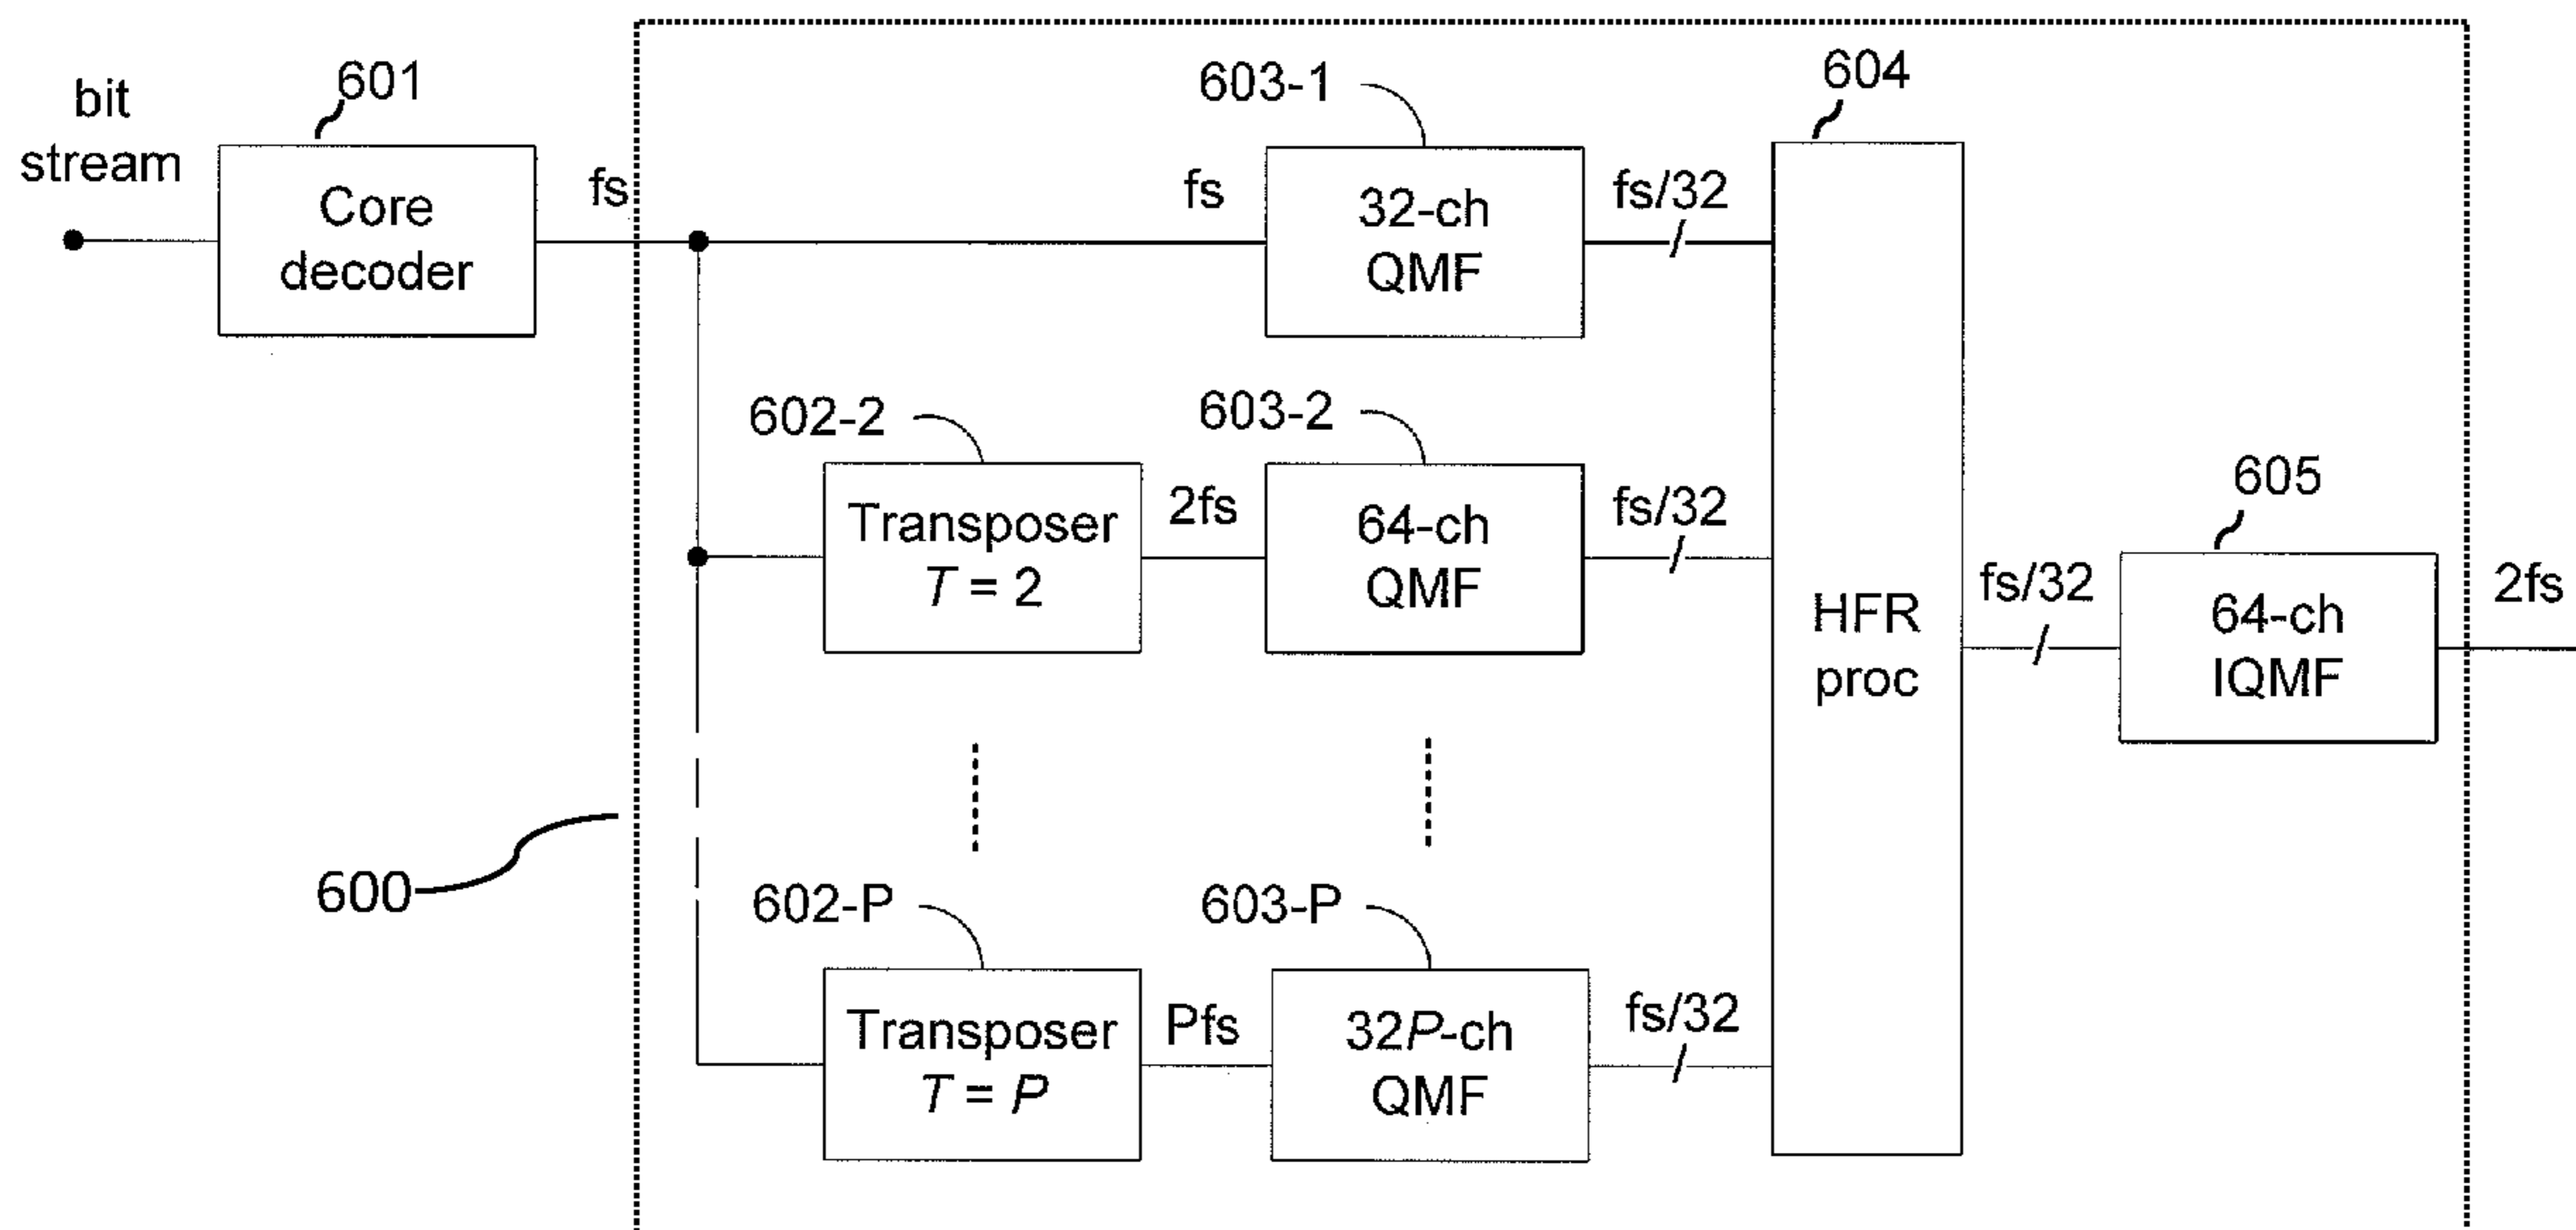 bit
stream
601
Core
decoder
fs
603-1
fs
32-ch
QMF
fs/32
604
602-2
603-2
Transposer
T = 2
2fs
64-ch
QMF
fs/32
HFR
proc
fs/32
605
64-ch
IQMF
2fs
600
602-P
603-P
Transposer
T = P
Pfs
32P-ch
QMF
fs/32